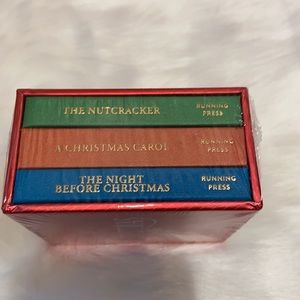 THE NUTCRACKER
RUNNING
PRESS
A CHRISTMAS CAROL
RUNNING
PRESS
THE NIGHT
BEFORE CHRISTMAS
RUNNING
PRESS